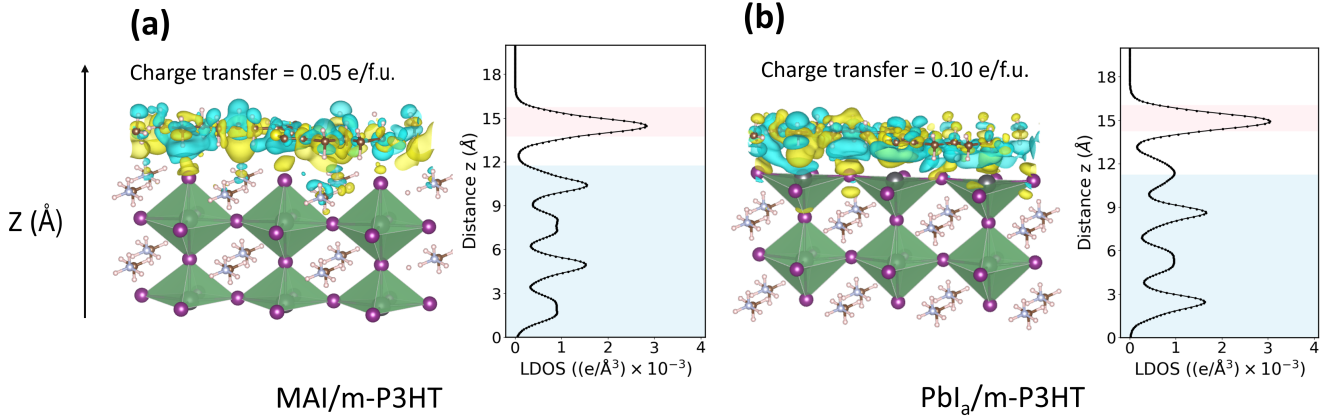 (a)
Charge transfer = 0.05 e/f.u.
Z (Å)
Distance z (Å)
18
15
12
9
6
3
0
0 1 2 3 4
LDOS ((e/Å³) × 10⁻³)
MAI/m-P3HT
(b)
Charge transfer = 0.10 e/f.u.
Distance z (Å)
18
15
12
9
6
3
0
0 1 2 3 4
LDOS ((e/Å³) × 10⁻³)
PbIₐ/m-P3HT